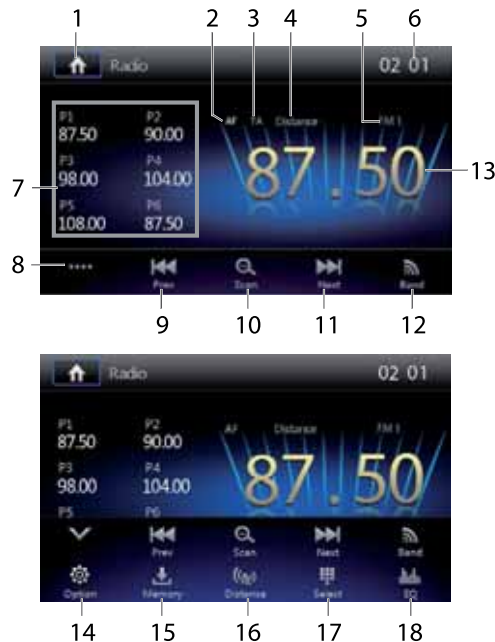 1 2 3 4 5 6
Radio 02 01
AF TA Distance FM 1
P1 P2
87.50 90.00
P3 P4
98.00 104.00
P5 P6
108.00 87.50
87.50
7
13
8
Prev Scan Next Band
9 10 11 12
Radio 02 01
AF Distance FM 1
P1 P2
87.50 90.00
P3 P4
98.00 104.00
P5 P6
87.50
Prev Scan Next Band
Option Memory Distance Select EQ
14 15 16 17 18